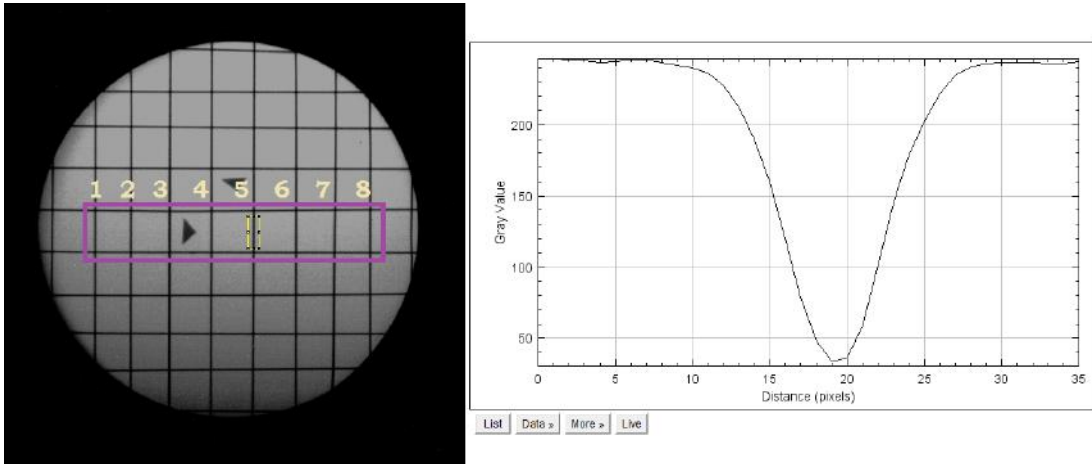 1 2 3 4 5 6 7 8
Gray Value
200
150
100
50
0 5 10 15 20 25 30 35
Distance (pixels)
List Data » More » Live